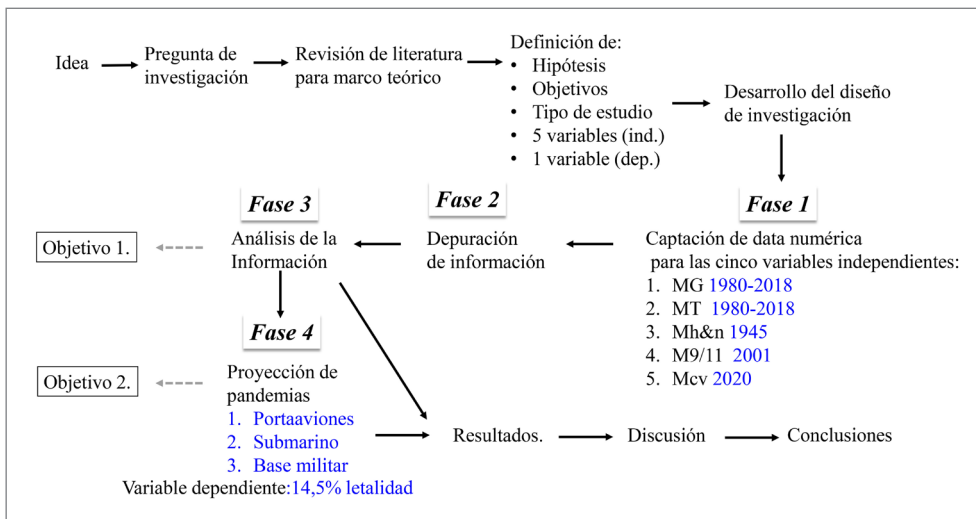 Idea
Pregunta de
investigación
Revisión de literatura
para marco teórico
Definición de:
• Hipótesis
• Objetivos
• Tipo de estudio
• 5 variables (ind.)
• 1 variable (dep.)
Desarrollo del diseño
de investigación
Fase 1
Captación de data numérica
para las cinco variables independientes:
1. MG 1980-2018
2. MT 1980-2018
3. Mh&n 1945
4. M9/11 2001
5. Mcv 2020
Fase 2
Depuración
de información
Fase 3
Análisis de la
Información
Objetivo 1.
Fase 4
Proyección de
pandemias
1. Portaaviones
2. Submarino
3. Base militar
Variable dependiente:14,5% letalidad
Objetivo 2.
Resultados.
Discusión
Conclusiones